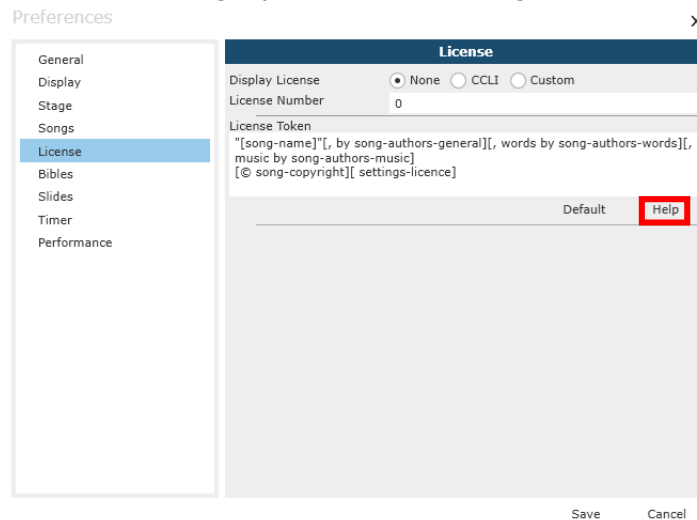 Preferences
General
Display
Stage
Songs
License
Bibles
Slides
Timer
Performance
License
Display License None CCLI Custom
License Number 0
License Token
"[song-name]"[, by song-authors-general][, words by song-authors-words][,
music by song-authors-music]
[© song-copyright][ settings-licence]
Default Help
Save Cancel